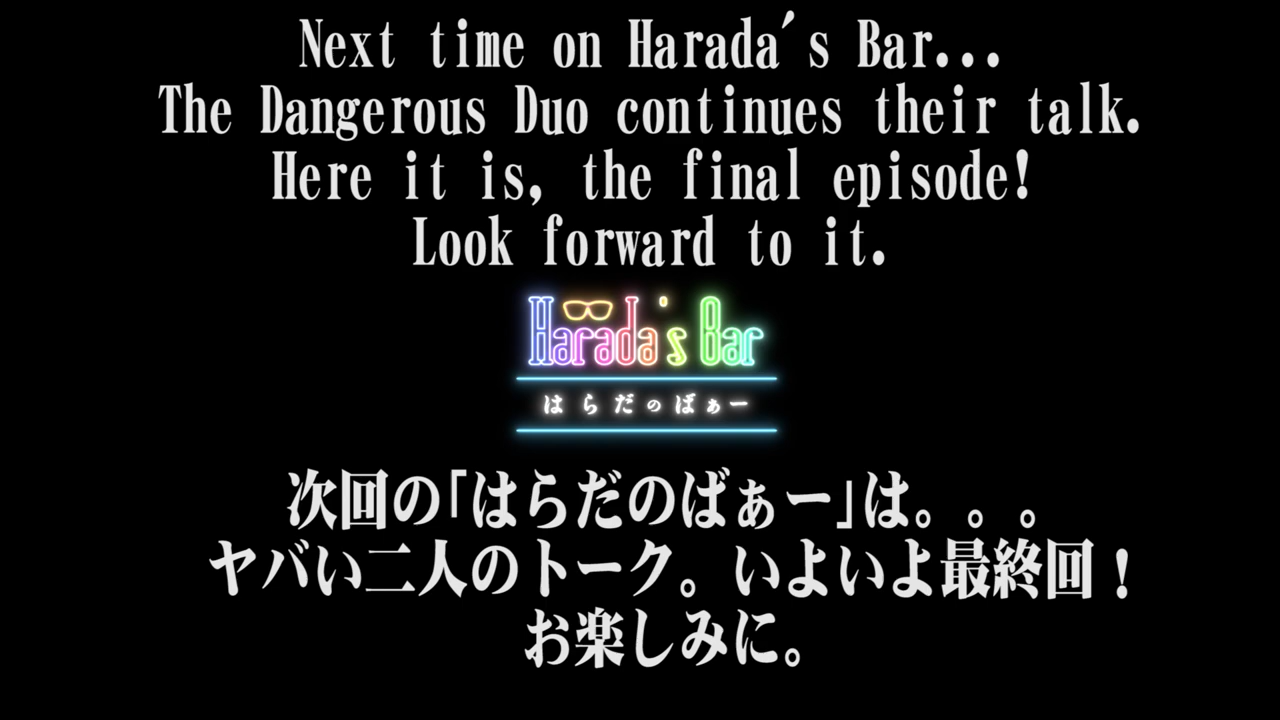 Next time on Harada´s Bar...
The Dangerous Duo continues their talk.
Here it is, the final episode!
Look forward to it.
Harada's Bar
はらだのばぁー
次回の「はらだのばぁー」は。。。
ヤバい二人のトーク。いよいよ最終回！
お楽しみに。